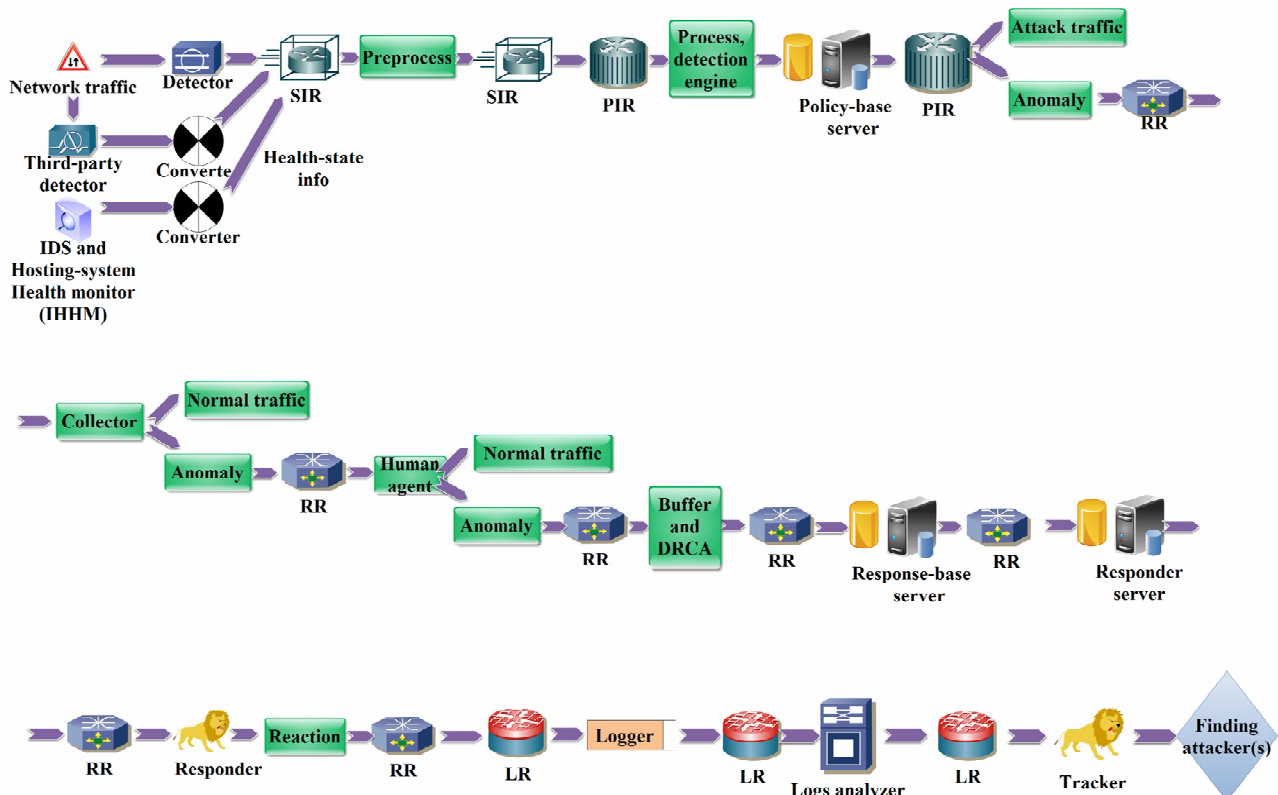 Network traffic
Detector
SIR
Preprocess
SIR
PIR
Process,
detection
engine
Policy-base
server
PIR
Attack traffic
Anomaly
RR
Third-party
detector
Converte
Health-state
info
Converter
IDS and
Hosting-system
Health monitor
(IHHM)
Collector
Normal traffic
Anomaly
RR
Human
agent
Normal traffic
Anomaly
RR
Buffer
and
DRCA
RR
Response-base
server
RR
Responder
server
RR
Responder
Reaction
RR
LR
Logger
LR
Logs analyzer
LR
Tracker
Finding
attacker(s)